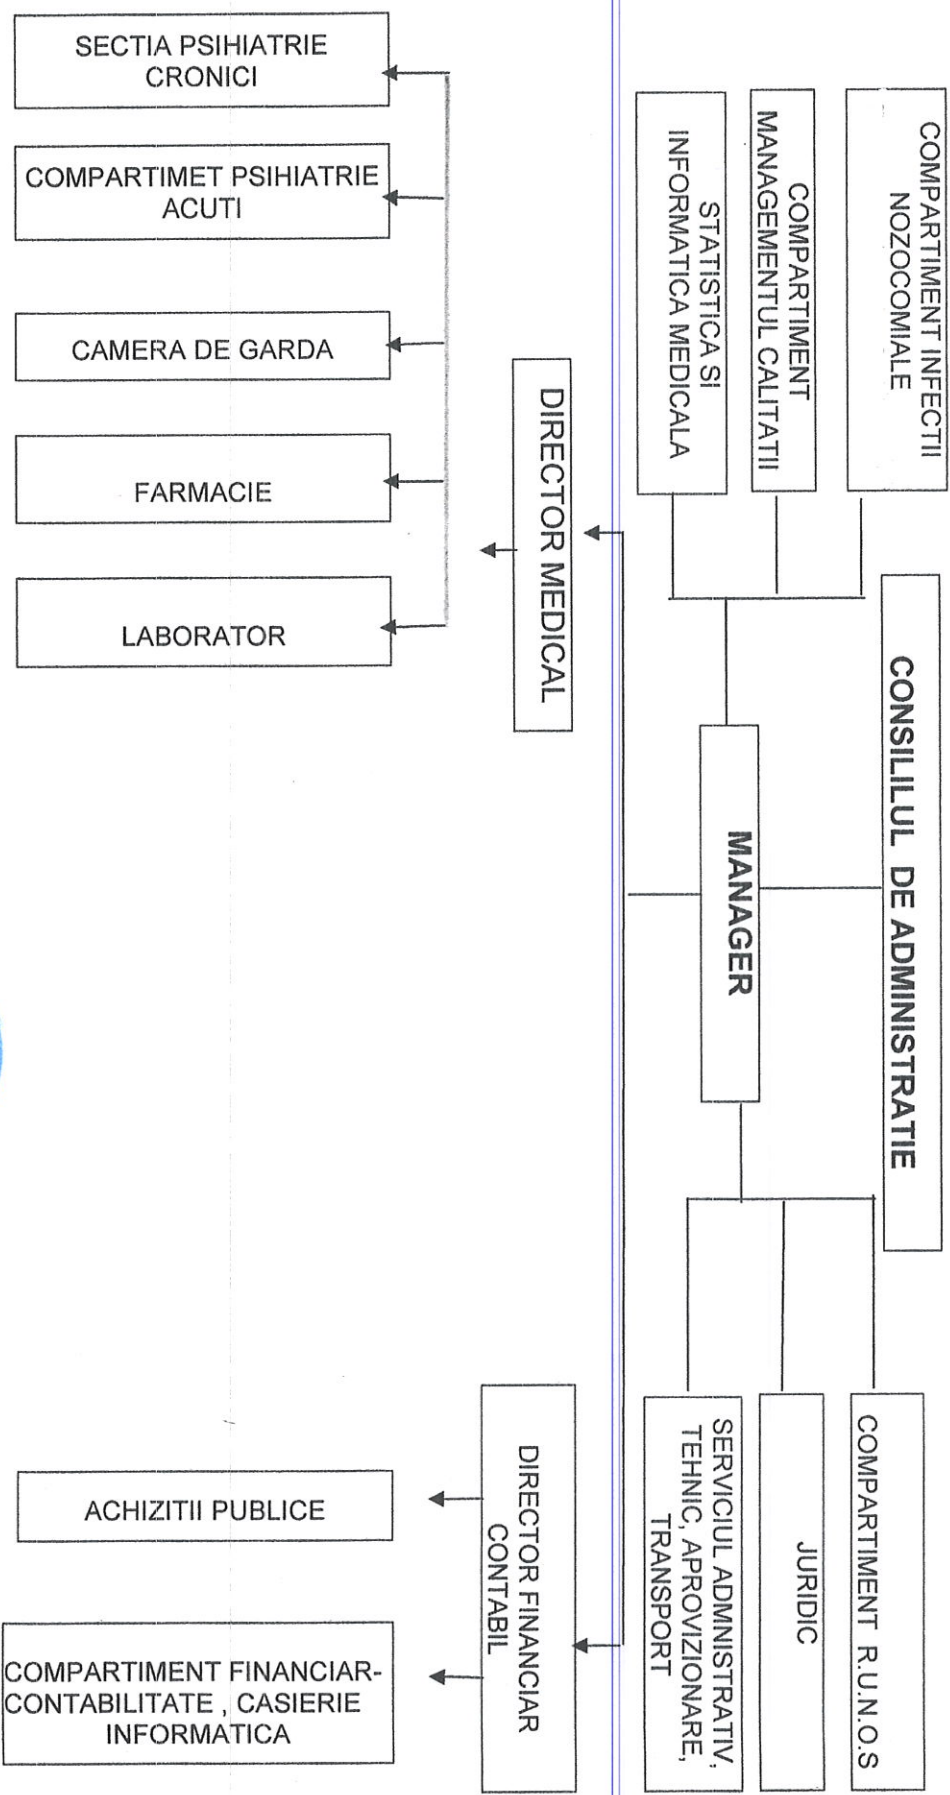 CONSILILUL DE ADMINISTRATIE
MANAGER
COMPARTIMENT INFECTII
NOZOCOMIALE
COMPARTIMENT
MANAGEMENTUL CALITATII
STATISTICA SI
INFORMATICA MEDICALA
COMPARTIMENT R.U.N.O.S
JURIDIC
SERVICIUL ADMNISTRATIV,
TEHNIC, APROVIZIONARE,
TRANSPORT
DIRECTOR MEDICAL
SECTIA PSIHIATRIE
CRONICI
COMPARTIMET PSIHIATRIE
ACUTI
CAMERA DE GARDA
FARMACIE
LABORATOR
DIRECTOR FINANCIAR
CONTABIL
ACHIZITII PUBLICE
COMPARTIMENT FINANCIAR-
CONTABILITATE , CASIERIE
INFORMATICA